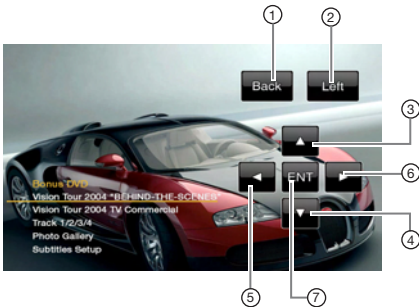 1
2
Back
Left
3
ENT
6
Bonus DVD
Vision Tour 2004 "BEHIND-THE-SCENES"
Vision Tour 2004 TV Commercial
Track 1/2/3/4
Photo Gallery
Subtitles Setup
4
5
7